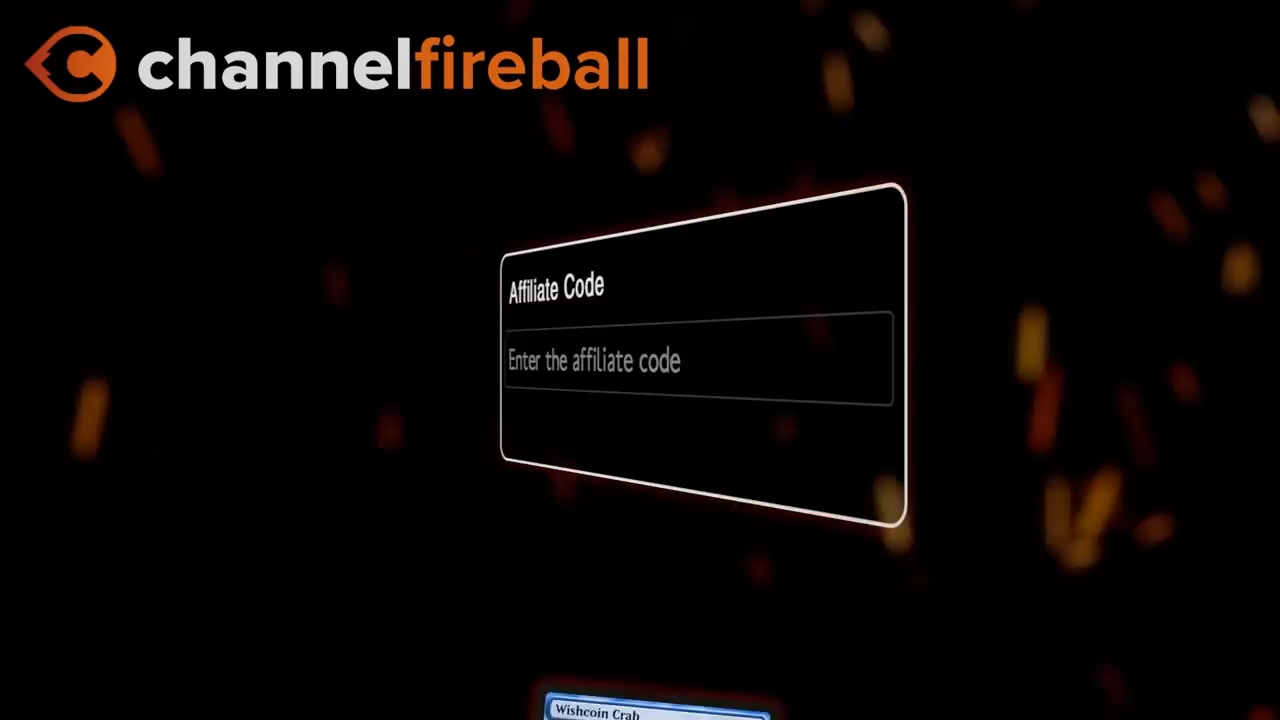 channelfireball
Affiliate Code
Enter the affiliate code
Wishcoin Crab